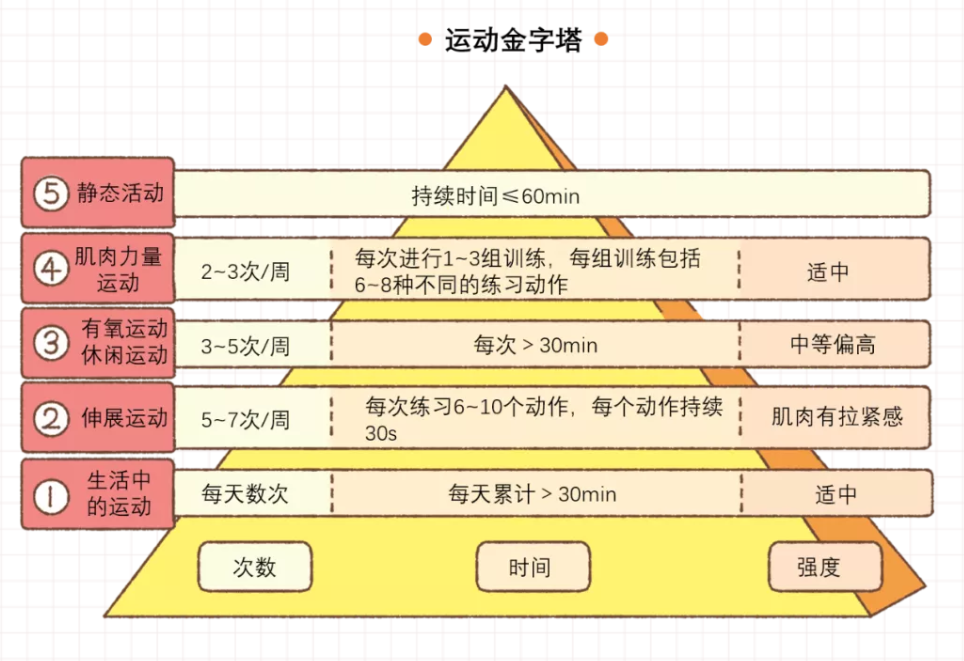 运动金字塔
⑤ 静态活动
持续时间≤60min
④ 肌肉力量
运动
2~3次/周
每次进行1~3组训练，每组训练包括
6~8种不同的练习动作
适中
③ 有氧运动
休闲运动
3~5次/周
每次＞30min
中等偏高
② 伸展运动
5~7次/周
每次练习6~10个动作，每个动作持续
30s
肌肉有拉紧感
① 生活中
的运动
每天数次
每天累计＞30min
适中
次数
时间
强度